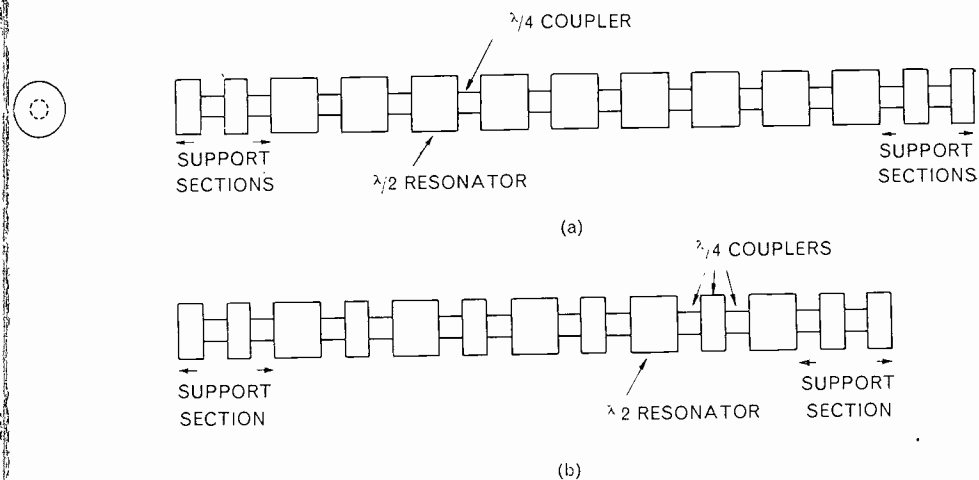 λ/4 COUPLER
SUPPORT
SECTIONS
λ/2 RESONATOR
SUPPORT
SECTIONS
(a)
λ/4 COUPLERS
SUPPORT
SECTION
λ 2 RESONATOR
SUPPORT
SECTION
(b)